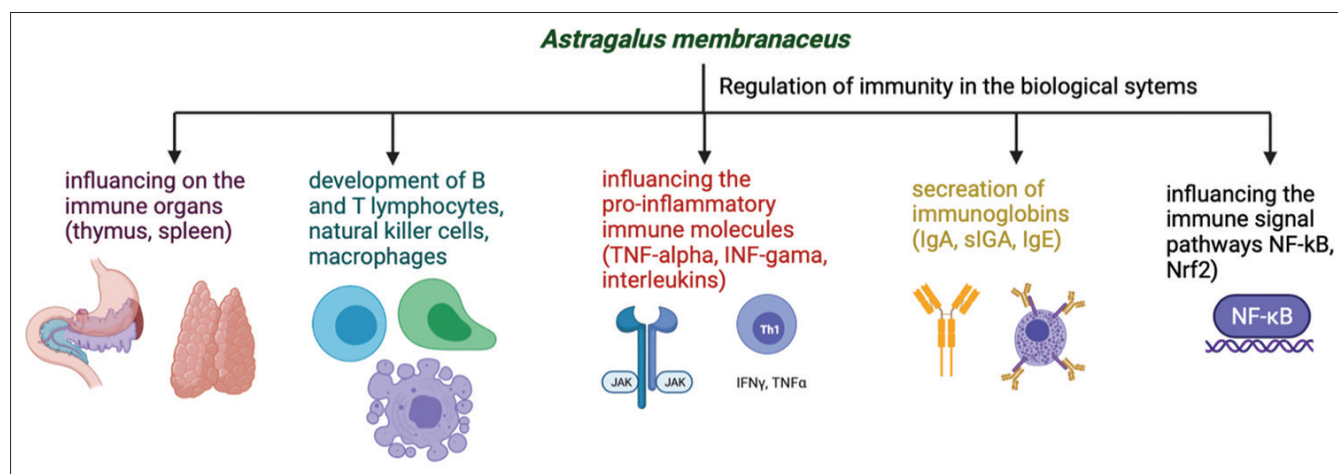 Astragalus membranaceus
Regulation of immunity in the biological sytems
influancing on the
immune organs
(thymus, spleen)
development of B
and T lymphocytes,
natural killer cells,
macrophages
influancing the
pro-inflammatory
immune molecules
(TNF-alpha, INF-gama,
interleukins)
JAK
JAK
Th1
IFNγ, TNFα
secreation of
immunoglobins
(IgA, sIGA, IgE)
influancing the
immune signal
pathways NF-kB,
Nrf2)
NF-κB